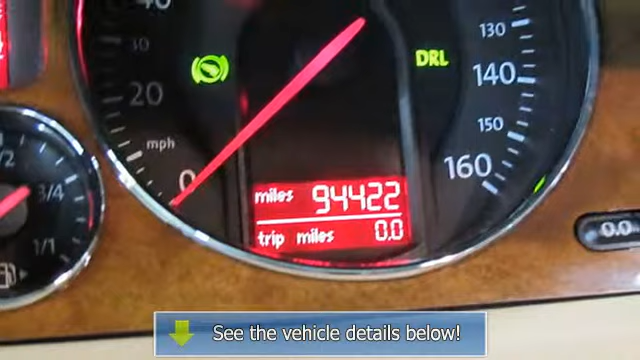 40
30
20
mph
0
130
DRL
140
150
160
/2
3/4
1/1
miles 94422
trip miles 0.0
0.0
See the vehicle details below!